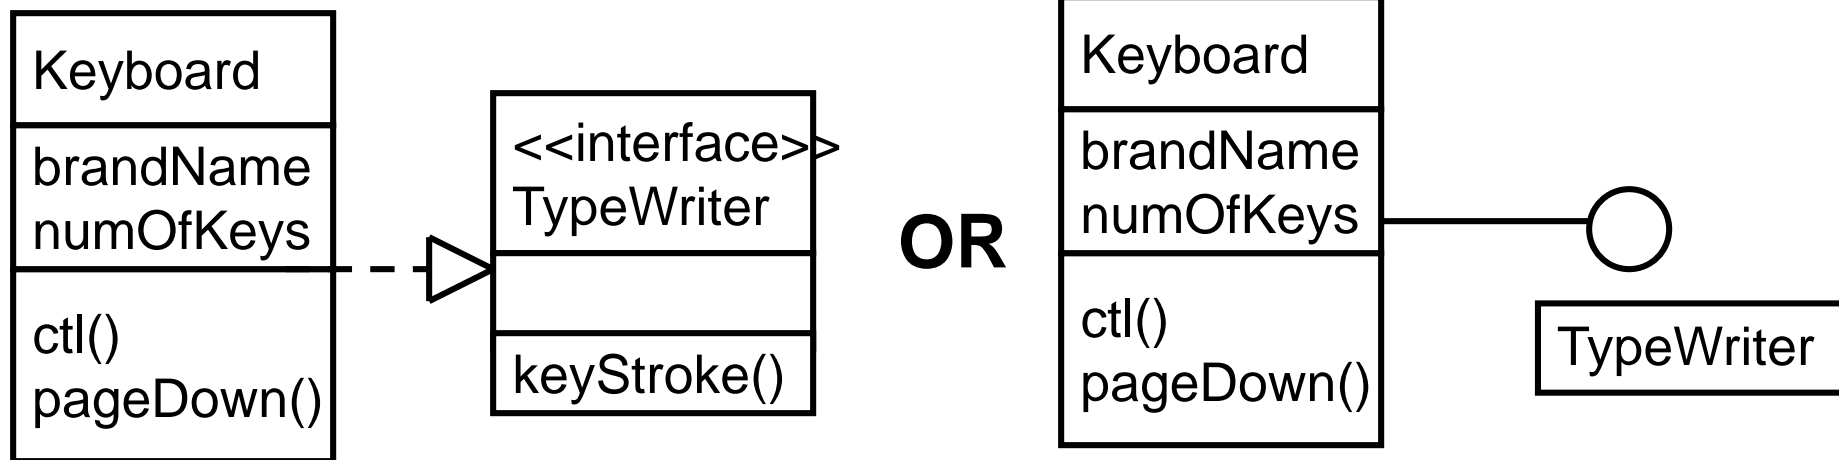 Keyboard
brandName
numOfKeys
ctl()
pageDown()
<<interface>>
TypeWriter
keyStroke()
OR
Keyboard
brandName
numOfKeys
ctl()
pageDown()
TypeWriter